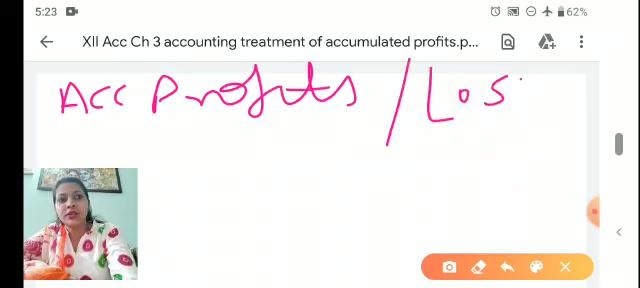 5:23
62%
XII Acc Ch 3 accounting treatment of accumulated profits.p...
Acc Profits / Los